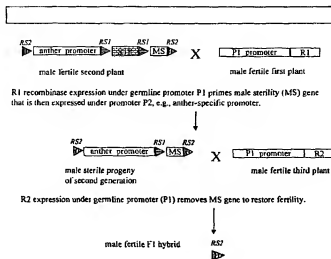 RS2 RS1 RS1 RS2
anther promoter MS X P1 promoter R1
male fertile second plant male fertile first plant
R1 recombinase expression under germline promoter P1 primes male sterility (MS) gene
that is then expressed under promoter P2, e.g., anther-specific promoter.
RS2 RS1 RS2
anther promoter MS X P1 promoter R2
male sterile progeny male fertile third plant
of second generation
R2 expression under germline promoter (P1) removes MS gene to restore fertility.
RS2
male fertile F1 hybrid